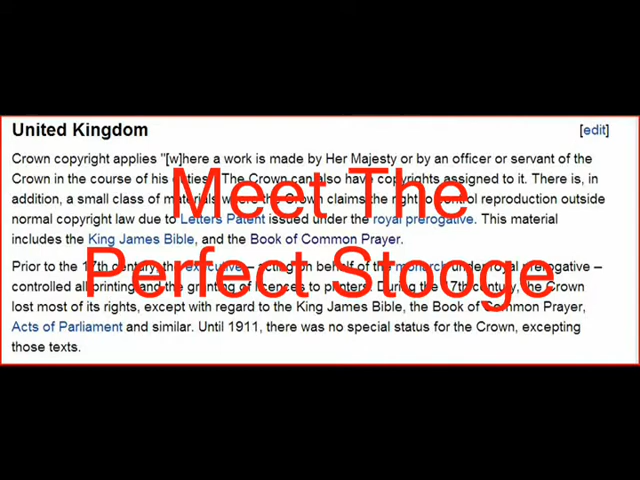 United Kingdom [edit]
Crown copyright applies "[w]here a work is made by Her Majesty or by an officer or servant of the
Crown in the course of his duties". The Crown can also have copyrights assigned to it. There is, in
addition, a small class of materials where the Crown claims the right to control reproduction outside
normal copyright law due to Letters Patent issued under the royal prerogative. This material
includes the King James Bible, and the Book of Common Prayer.
Prior to the 17th century, the executive – acting on behalf of the monarch under royal prerogative –
controlled all printing and the granting of licences to printers. During the 17th century, the Crown
lost most of its rights, except with regard to the King James Bible, the Book of Common Prayer,
Acts of Parliament and similar. Until 1911, there was no special status for the Crown, excepting
those texts.
Meet The
Perfect Stooge